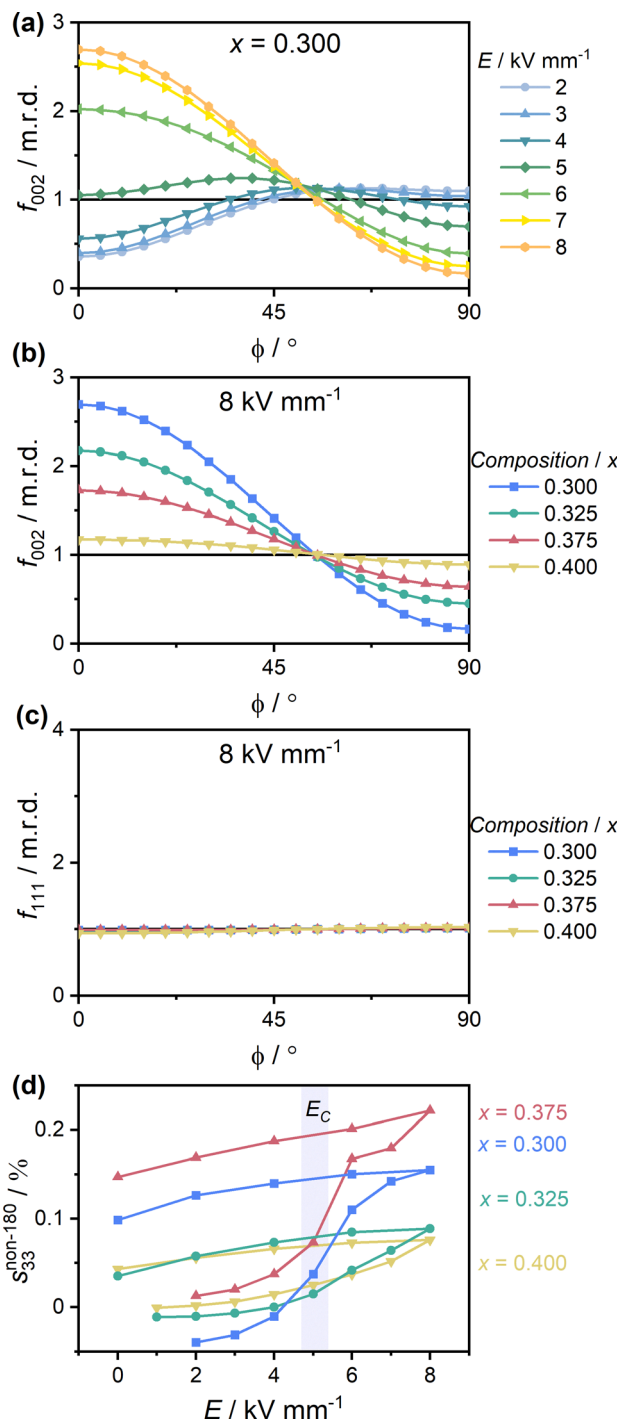 (a)
x = 0.300
3
2
1
0
f002 / m.r.d.
0
45
90
ϕ / °
E / kV mm-1
2
3
4
5
6
7
8
(b)
8 kV mm-1
3
2
1
0
f002 / m.r.d.
0
45
90
ϕ / °
Composition / x
0.300
0.325
0.375
0.400
(c)
8 kV mm-1
4
2
1
0
f111 / m.r.d.
0
45
90
ϕ / °
Composition / x
0.300
0.325
0.375
0.400
(d)
EC
0.2
0.1
0
s33non-180 / %
0
2
4
6
8
E / kV mm-1
x = 0.375
x = 0.300
x = 0.325
x = 0.400